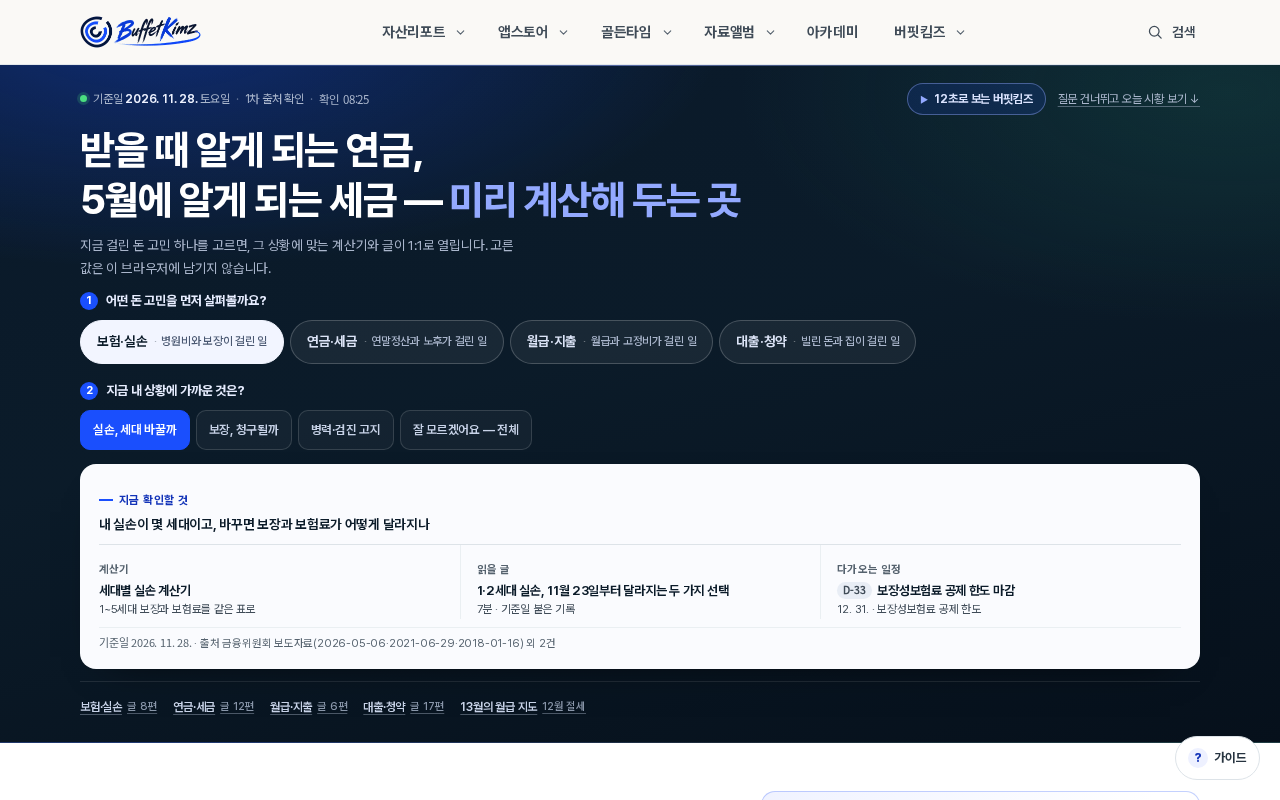 BuffetKimz
자산리포트
앱스토어
골든타임
자료앨범
아카데미
버핏킴즈
검색
기준일 2026. 11. 28. 토요일 · 1차 출처 확인 · 확인 08:25
▶ 12초로 보는 버핏킴즈
질문 건너뛰고 오늘 시황 보기 ↓
받을 때 알게 되는 연금,
5월에 알게 되는 세금 — 미리 계산해 두는 곳
지금 걸린 돈 고민 하나를 고르면, 그 상황에 맞는 계산기와 글이 1:1로 열립니다. 고른
값은 이 브라우저에 남기지 않습니다.
1 어떤 돈 고민을 먼저 살펴볼까요?
보험·실손 · 병원비와 보장이 걸린 일
연금·세금 · 연말정산과 노후가 걸린 일
월급·지출 · 월급과 고정비가 걸린 일
대출·청약 · 빌린 돈과 집이 걸린 일
2 지금 내 상황에 가까운 것은?
실손, 세대 바꿀까
보장, 청구될까
병력·검진 고지
잘 모르겠어요 — 전체
지금 확인할 것
내 실손이 몇 세대이고, 바꾸면 보장과 보험료가 어떻게 달라지나
계산기
세대별 실손 계산기
1~5세대 보장과 보험료를 같은 표로
읽을 글
1·2세대 실손, 11월 23일부터 달라지는 두 가지 선택
7분 · 기준일 붙은 기록
다가오는 일정
D-33 보장성보험료 공제 한도 마감
12. 31. · 보장성보험료 공제 한도
기준일 2026. 11. 28. · 출처 금융위원회 보도자료(2026-05-06·2021-06-29·2018-01-16) 외 2건
보험·실손 글 8편
연금·세금 글 12편
월급·지출 글 6편
대출·청약 글 17편
13월의 월급 지도 12월 절세
? 가이드